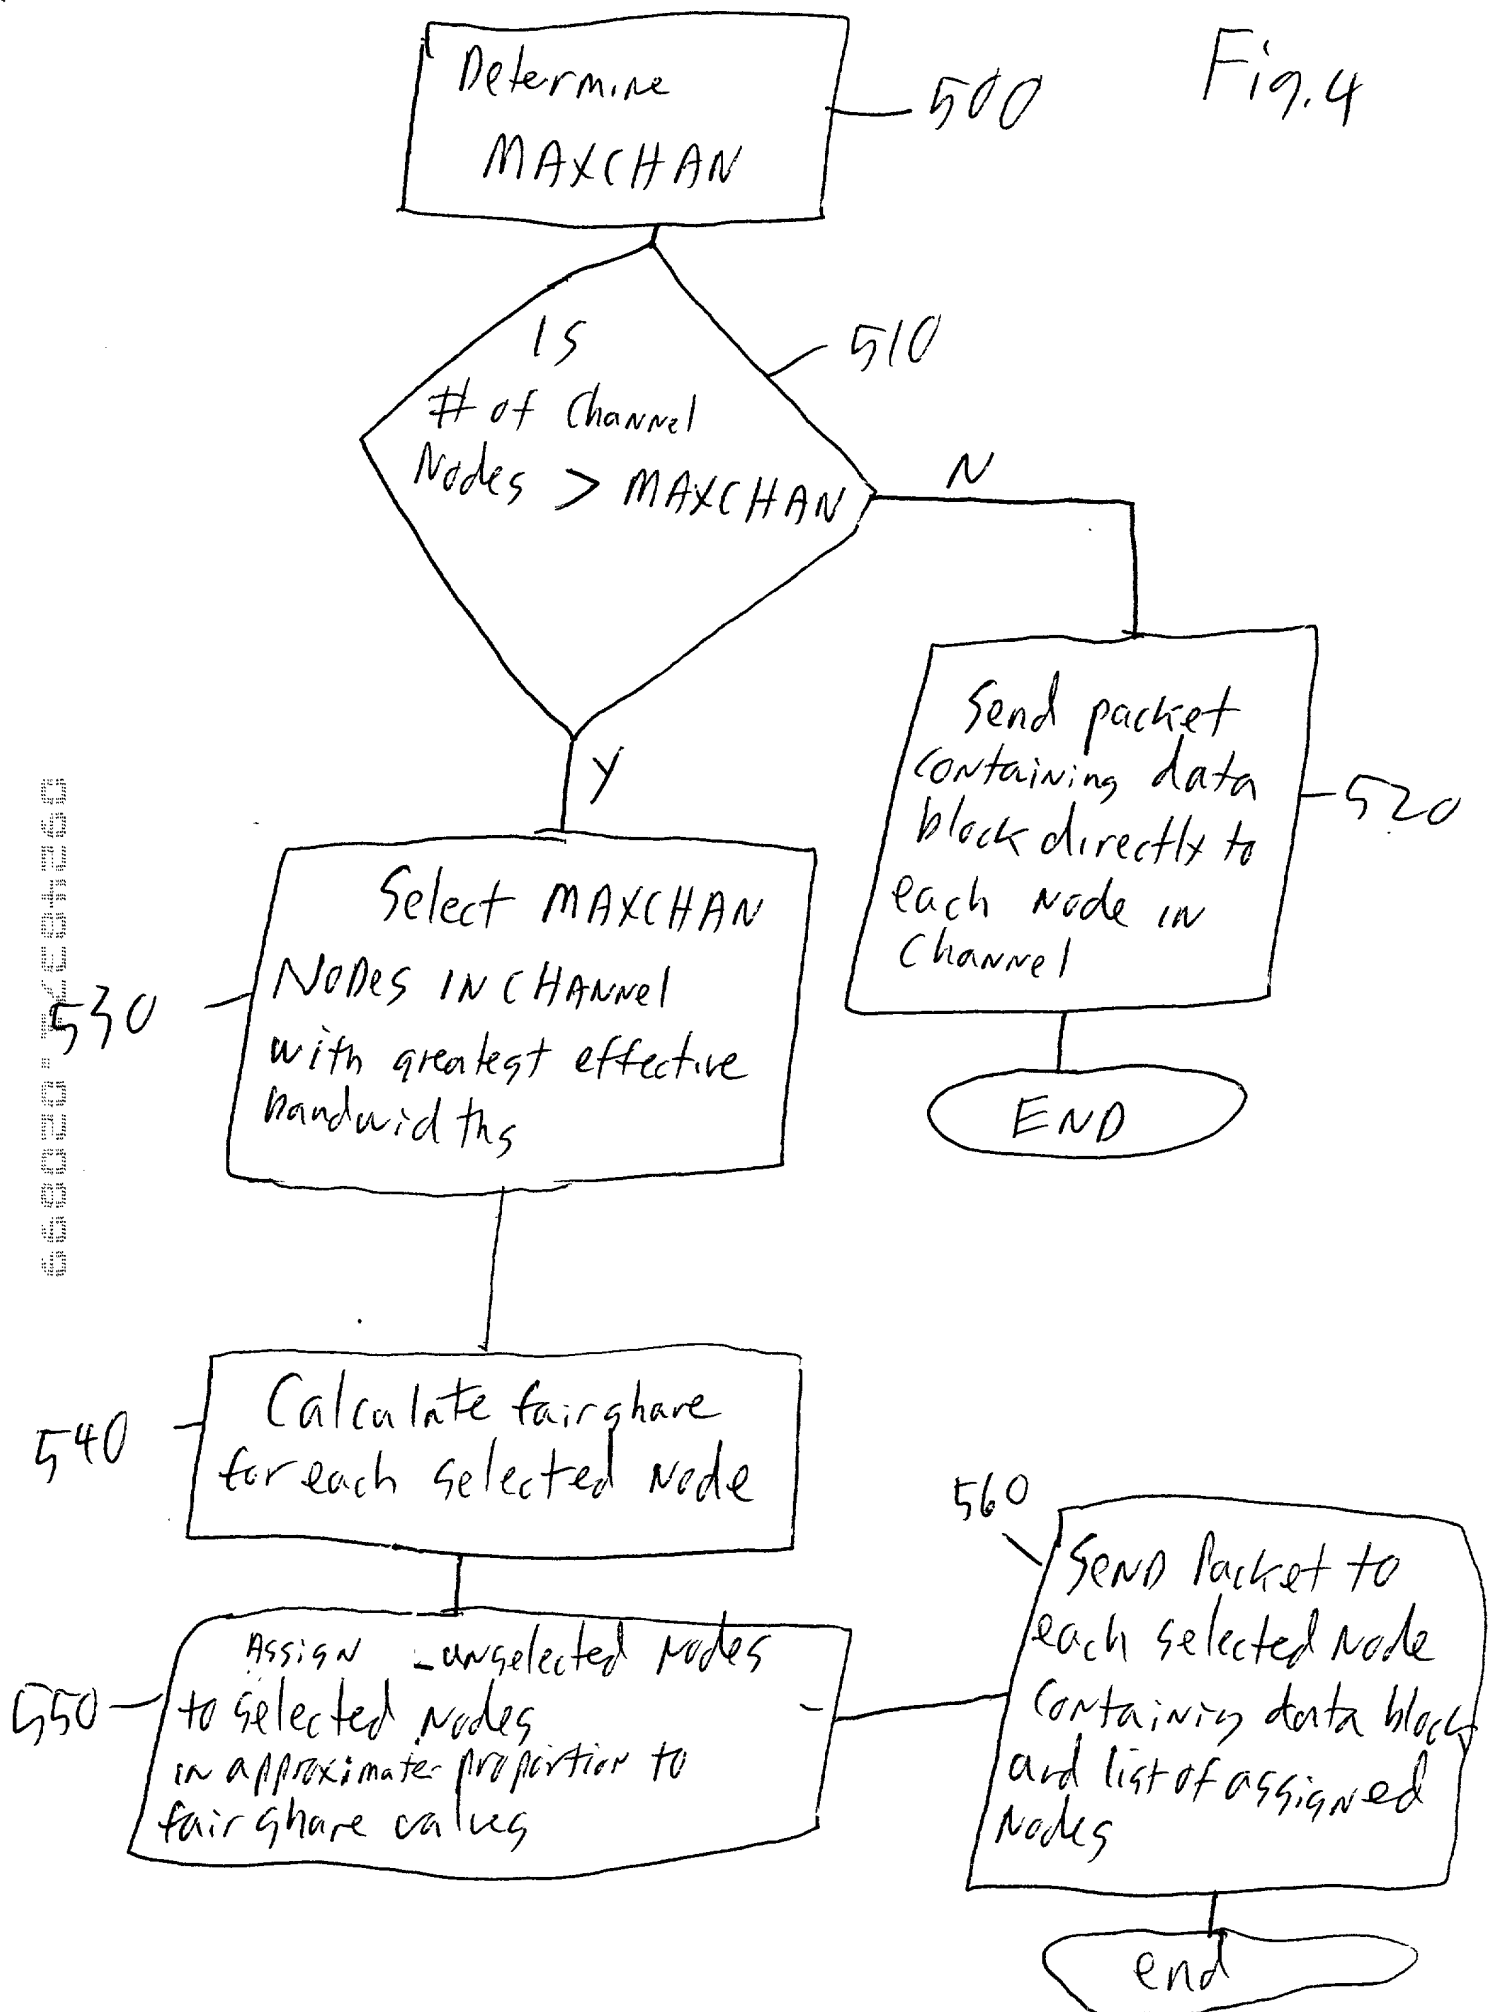 Fig.4
Determine
MAXCHAN
500
Is
# of Channel
Nodes > MAXCHAN
510
N
Y
Send packet
containing data
block directly to
each Node in
Channel
520
END
Select MAXCHAN
NODES IN CHANNel
with greatest effective
bandwidths
530
Calculate fairshare
for each selected Node
540
Assign unselected Nodes
to selected Nodes
in approximate proportion to
fairshare values
550
SEND Packet to
each selected Node
containing data block
and list of assigned
Nodes
560
end